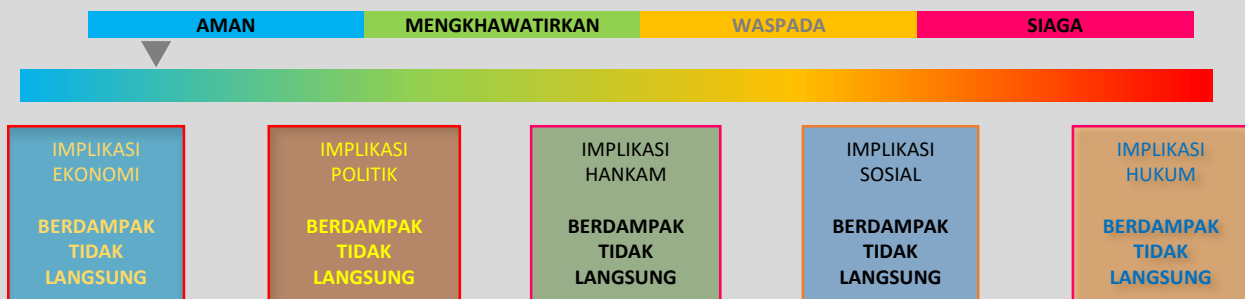 AMAN MENGKHAWATIRKAN WASPADA SIAGA
IMPLIKASI
EKONOMI
BERDAMPAK
TIDAK
LANGSUNG
IMPLIKASI
POLITIK
BERDAMPAK
TIDAK
LANGSUNG
IMPLIKASI
HANKAM
BERDAMPAK
TIDAK
LANGSUNG
IMPLIKASI
SOSIAL
BERDAMPAK
TIDAK
LANGSUNG
IMPLIKASI
HUKUM
BERDAMPAK
TIDAK
LANGSUNG